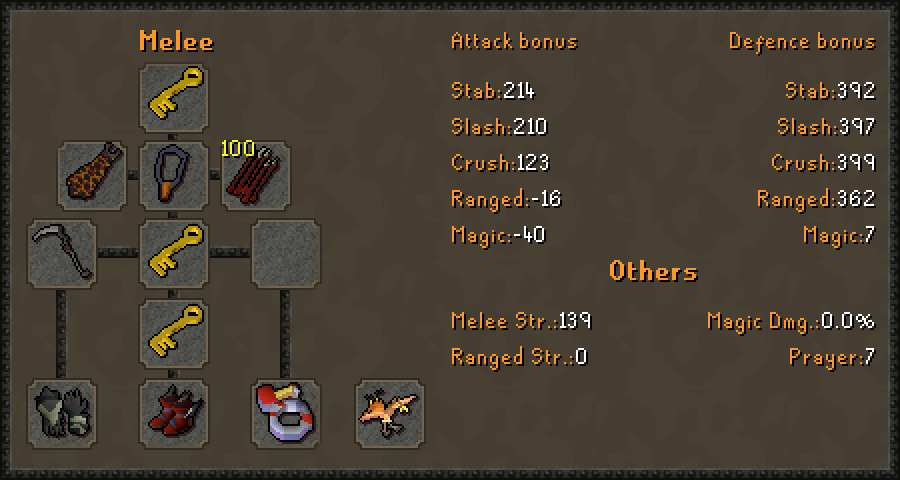 Melee
100
Attack bonus
Defence bonus
Stab:214
Stab:392
Slash:210
Slash:397
Crush:123
Crush:399
Ranged:-16
Ranged:362
Magic:-40
Magic:7
Others
Melee Str.:139
Magic Dmg.:0.0%
Ranged Str.:0
Prayer:7